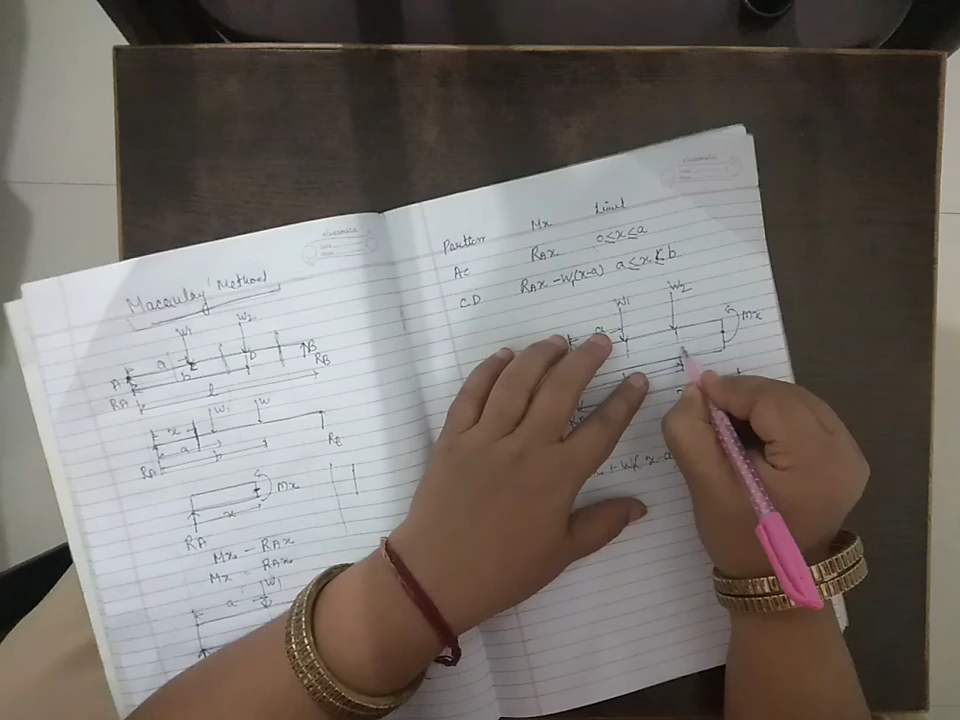 Macaulay' Method
W1
W2
a
b
A
B
RA
RB
l
x
W1
W
a
b
RA
RB
Mx
x
RA
Mx - RAx
Mx = RAx
W1
a
Portion Mx Limit
AC RAx 0≤x≤a
CD RAx -W1(x-a) a≤x≤b
W1
W2
a
Mx
+ W1( x-a